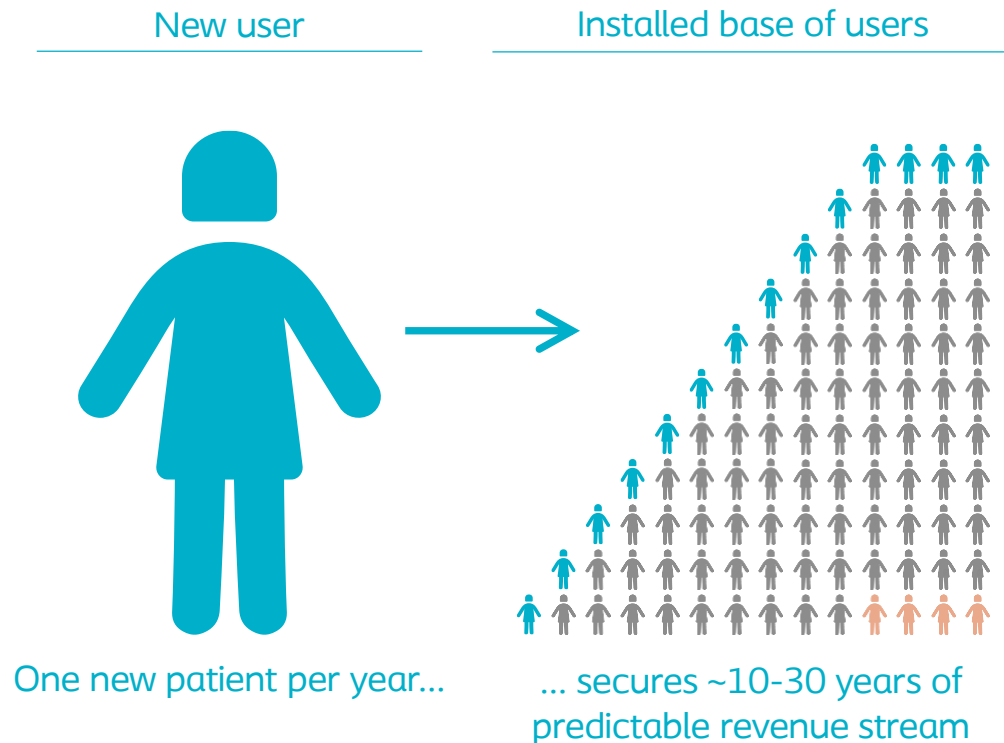 New user
Installed base of users
One new patient per year...
... secures ~10-30 years of
predictable revenue stream